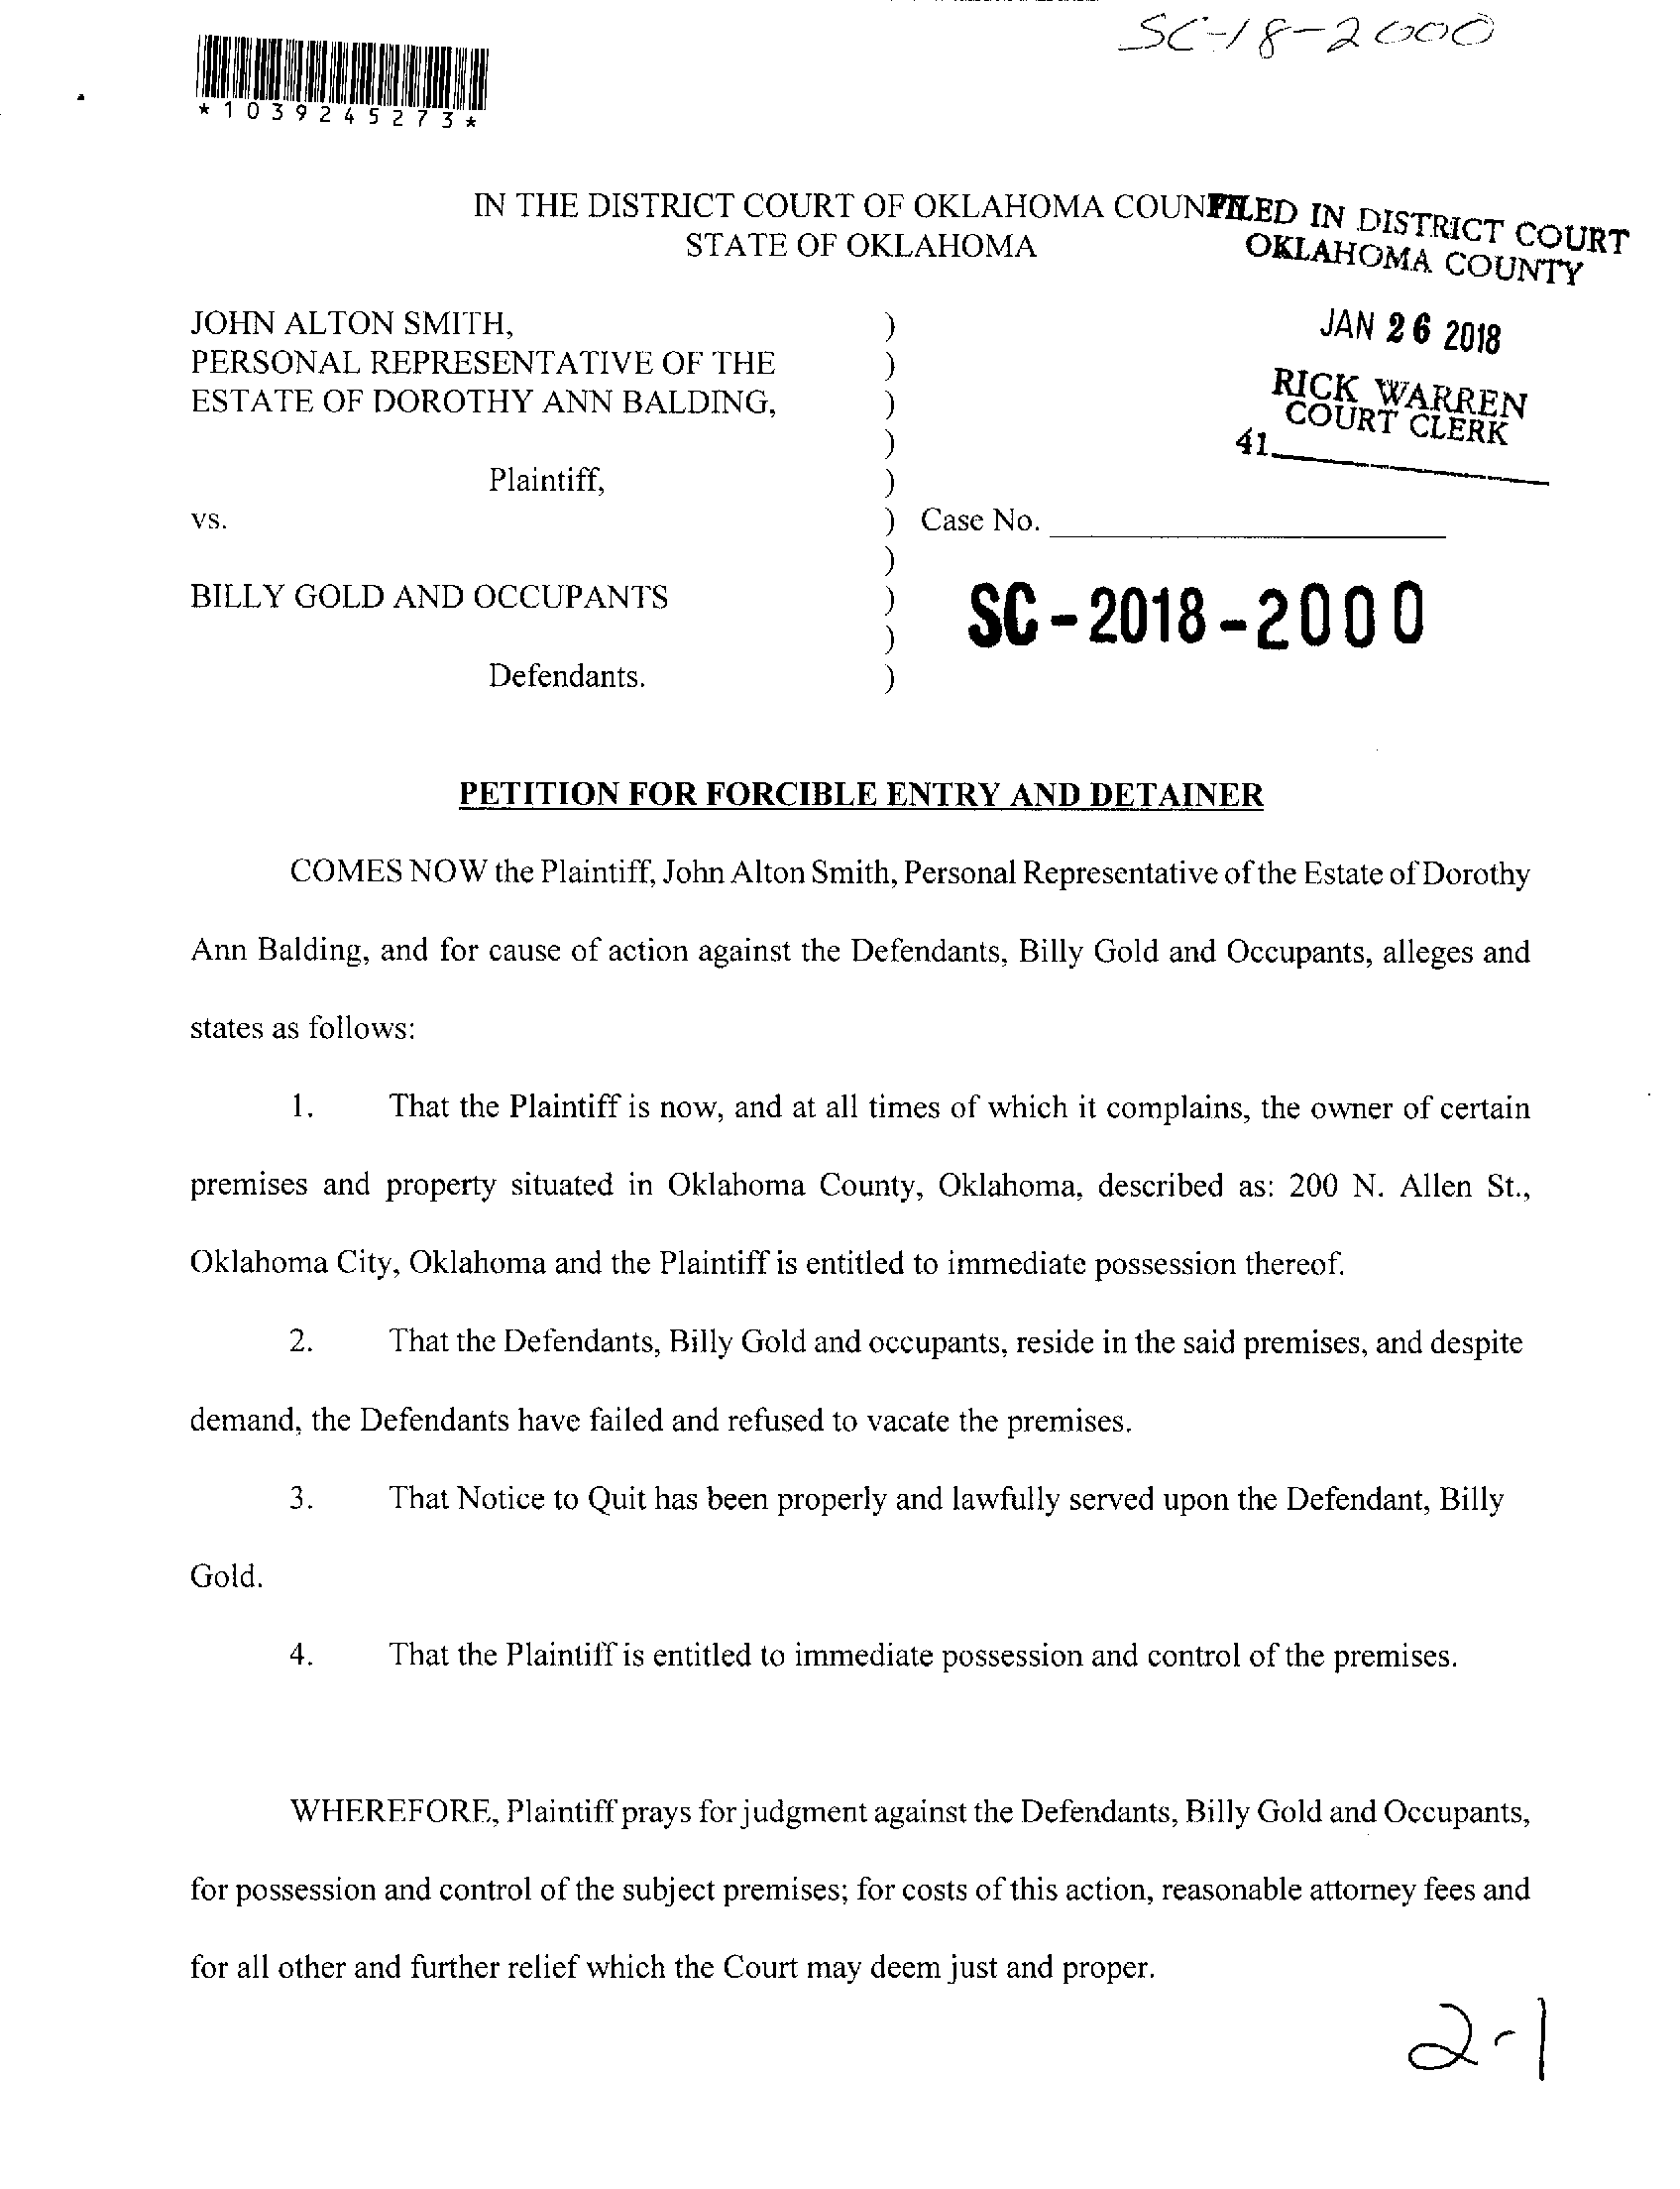 SC-18-2000
*1039245273*
IN THE DISTRICT COURT OF OKLAHOMA COUN
FILED IN DISTRICT COURT
STATE OF OKLAHOMA
OKLAHOMA COUNTY
JOHN ALTON SMITH, )
JAN 26 2018
PERSONAL REPRESENTATIVE OF THE )
ESTATE OF DOROTHY ANN BALDING, )
RICK WARREN
COURT CLERK
)
41
Plaintiff, )
vs. ) Case No.
)
BILLY GOLD AND OCCUPANTS )
SC-2018-2000
)
Defendants. )
PETITION FOR FORCIBLE ENTRY AND DETAINER
COMES NOW the Plaintiff, John Alton Smith, Personal Representative of the Estate of Dorothy
Ann Balding, and for cause of action against the Defendants, Billy Gold and Occupants, alleges and
states as follows:
1. That the Plaintiff is now, and at all times of which it complains, the owner of certain
premises and property situated in Oklahoma County, Oklahoma, described as: 200 N. Allen St.,
Oklahoma City, Oklahoma and the Plaintiff is entitled to immediate possession thereof.
2. That the Defendants, Billy Gold and occupants, reside in the said premises, and despite
demand, the Defendants have failed and refused to vacate the premises.
3. That Notice to Quit has been properly and lawfully served upon the Defendant, Billy
Gold.
4. That the Plaintiff is entitled to immediate possession and control of the premises.
WHEREFORE, Plaintiff prays for judgment against the Defendants, Billy Gold and Occupants,
for possession and control of the subject premises; for costs of this action, reasonable attorney fees and
for all other and further relief which the Court may deem just and proper.
2-1